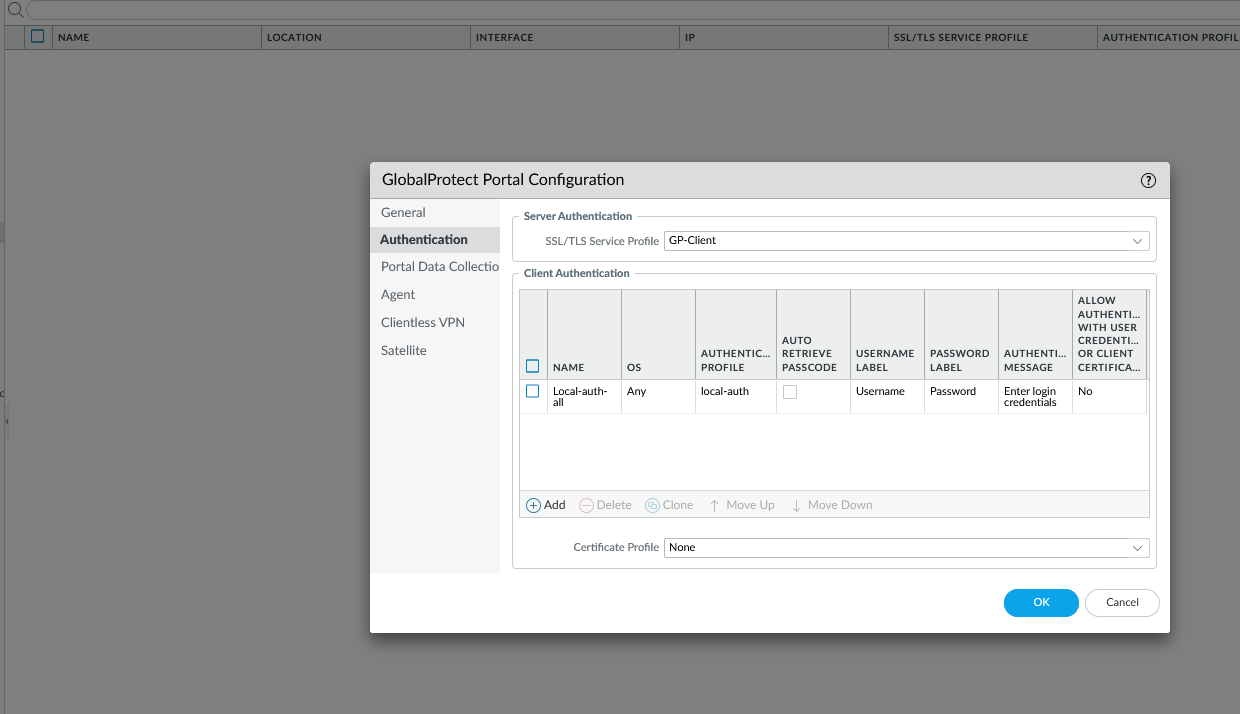 NAME LOCATION INTERFACE IP SSL/TLS SERVICE PROFILE AUTHENTICATION PROFIL
GlobalProtect Portal Configuration
General
Authentication
Portal Data Collectio
Agent
Clientless VPN
Satellite
Server Authentication
SSL/TLS Service Profile GP-Client
Client Authentication
NAME
OS
AUTHENTIC...
PROFILE
AUTO
RETRIEVE
PASSCODE
USERNAME
LABEL
PASSWORD
LABEL
AUTHENTI...
MESSAGE
ALLOW
AUTHENTI...
WITH USER
CREDENTI...
OR CLIENT
CERTIFICA...
Local-auth-
all
Any
local-auth
Username
Password
Enter login
credentials
No
Add Delete Clone Move Up Move Down
Certificate Profile None
OK Cancel